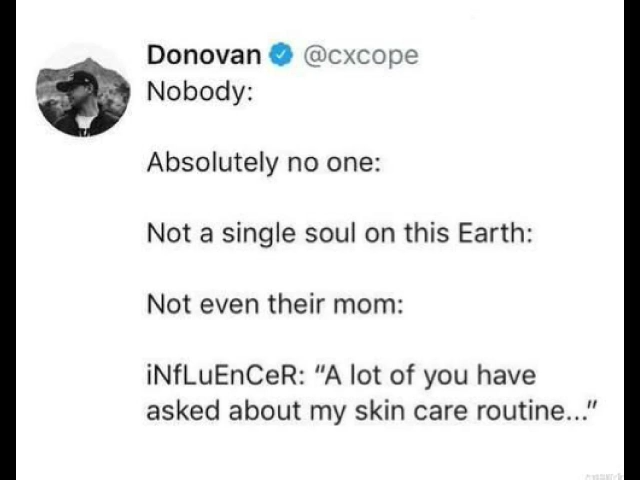 Donovan @cxcope
Nobody:
Absolutely no one:
Not a single soul on this Earth:
Not even their mom:
iNfLuEnCeR: “A lot of you have
asked about my skin care routine...”